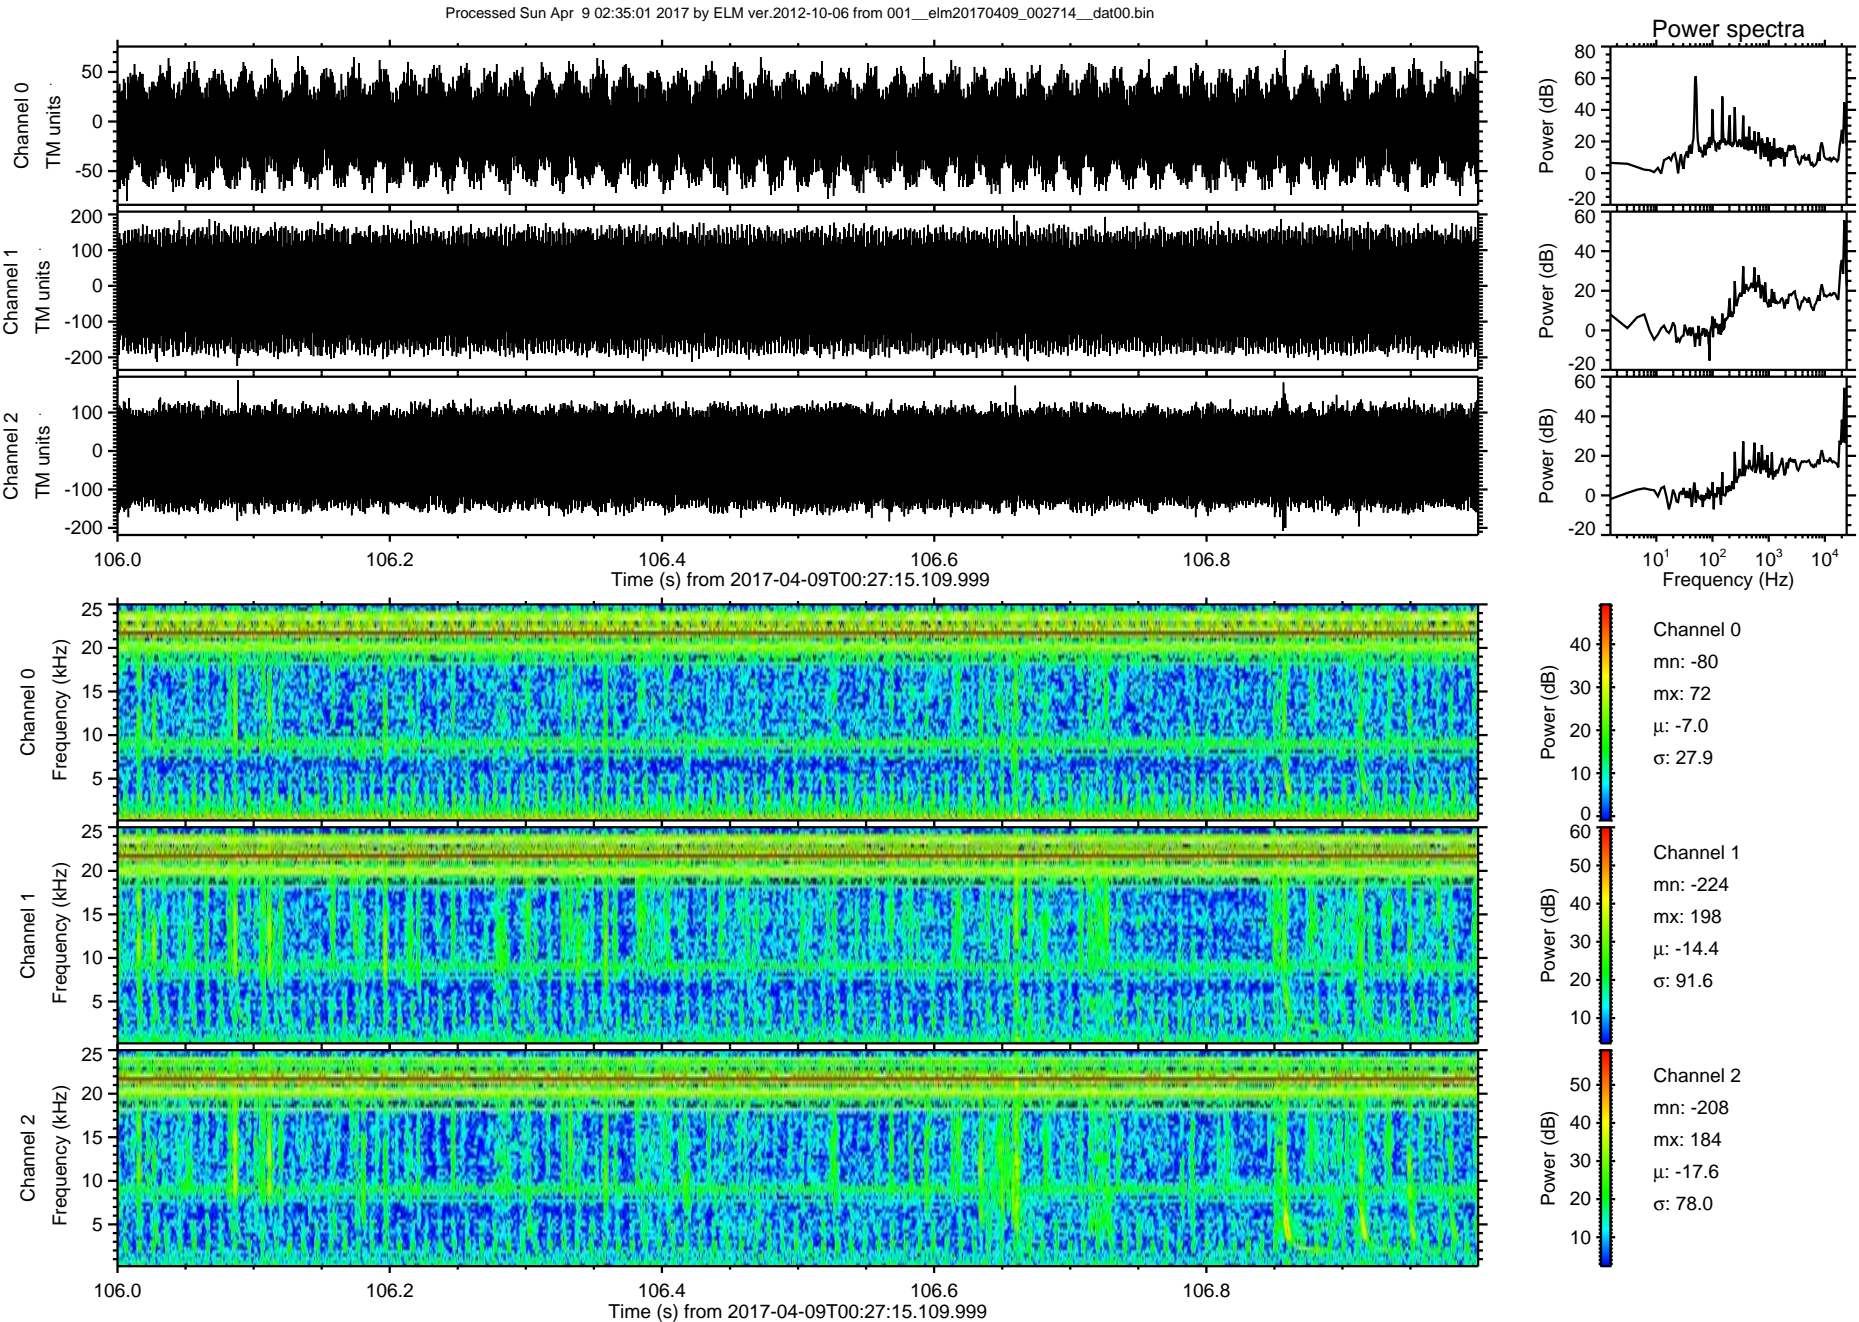 Processed Sun Apr  9 02:35:01 2017 by ELM ver.2012-10-06 from 001__elm20170409_002714__dat00.bin
Power spectra
Channel 0
TM units
50
0
-50
Power (dB)
80
60
40
20
0
-20
Channel 1
TM units
200
100
0
-100
-200
Power (dB)
60
40
20
0
-20
Channel 2
TM units
100
0
-100
-200
Power (dB)
60
40
20
0
-20
106.0 106.2 106.4 106.6 106.8
Time (s) from 2017-04-09T00:27:15.109.999
10^1 10^2 10^3 10^4
Frequency (Hz)
Channel 0
Frequency (kHz)
25
20
15
10
5
Power (dB)
40
30
20
10
0
Channel 0
mn: -80
mx: 72
μ: -7.0
σ: 27.9
Channel 1
Frequency (kHz)
25
20
15
10
5
Power (dB)
60
50
40
30
20
10
Channel 1
mn: -224
mx: 198
μ: -14.4
σ: 91.6
Channel 2
Frequency (kHz)
25
20
15
10
5
Power (dB)
50
40
30
20
10
Channel 2
mn: -208
mx: 184
μ: -17.6
σ: 78.0
106.0 106.2 106.4 106.6 106.8
Time (s) from 2017-04-09T00:27:15.109.999